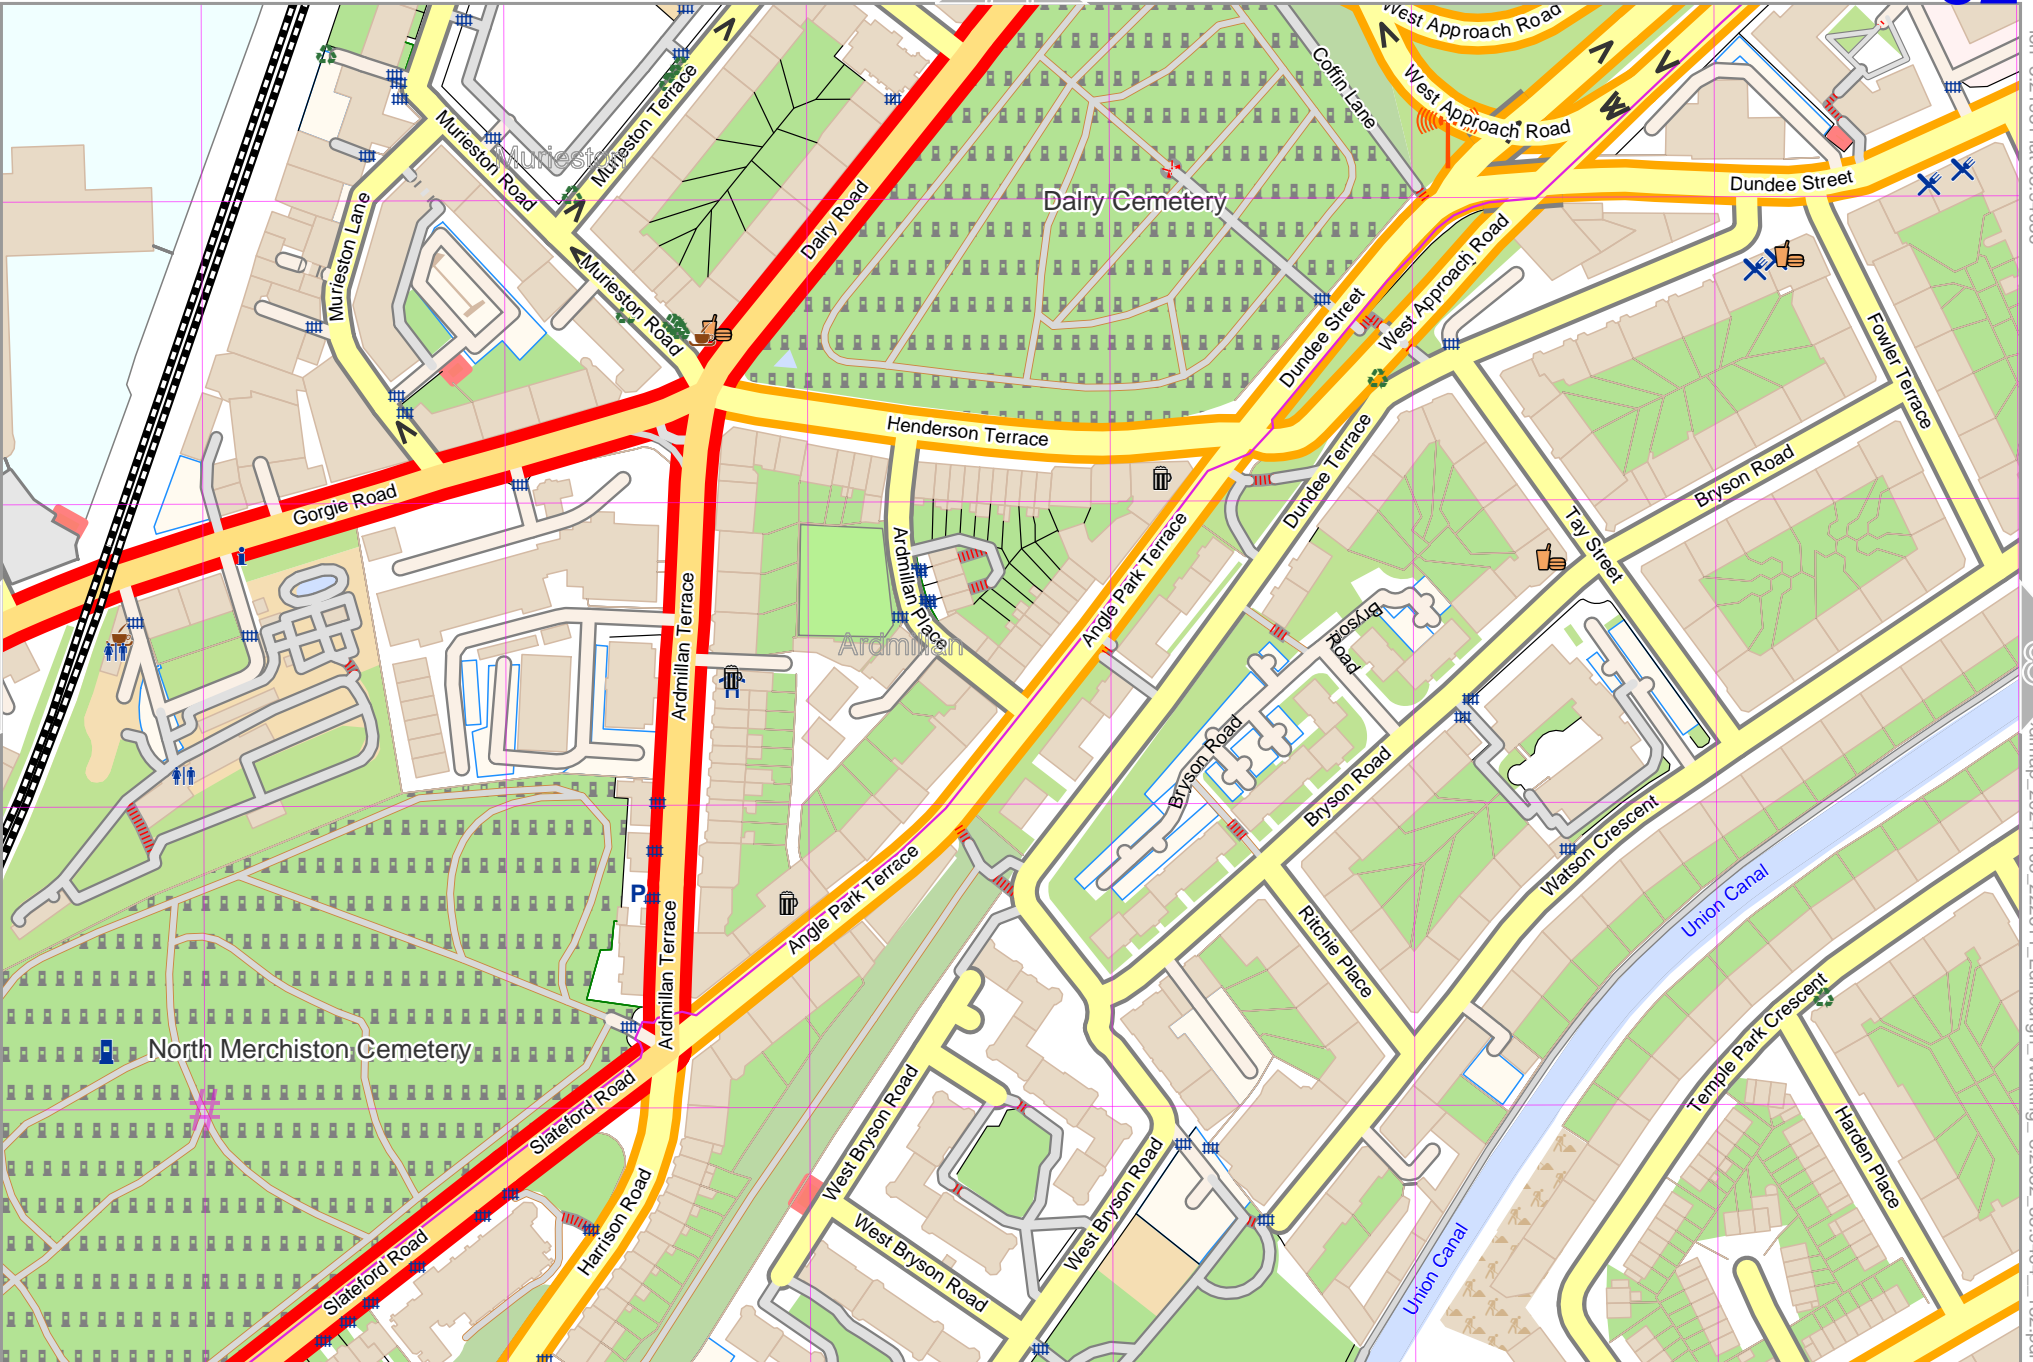 West Approach Road
Coffin Lane
West Approach Road
Murieston Terrace
Murieston Road
Murieston
Dundee Street
Dalry Cemetery
Dalry Road
Murieston Lane
Murieston Road
West Approach Road
Dundee Street
Fowler Terrace
Henderson Terrace
Dundee Terrace
Bryson Road
Gorgie Road
Tay Street
Angle Park Terrace
Ardmillan Place
Ardmillan
Ardmillan Terrace
Bryson
Road
Bryson Road
Bryson Road
Watson Crescent
Union Canal
P
Angle Park Terrace
Ritchie Place
Ardmillan Terrace
Temple Park Crescent
North Merchiston Cemetery
Slateford Road
West Bryson Road
Harden Place
West Bryson Road
Harrison Road
Slateford Road
West Bryson Road
Union Canal